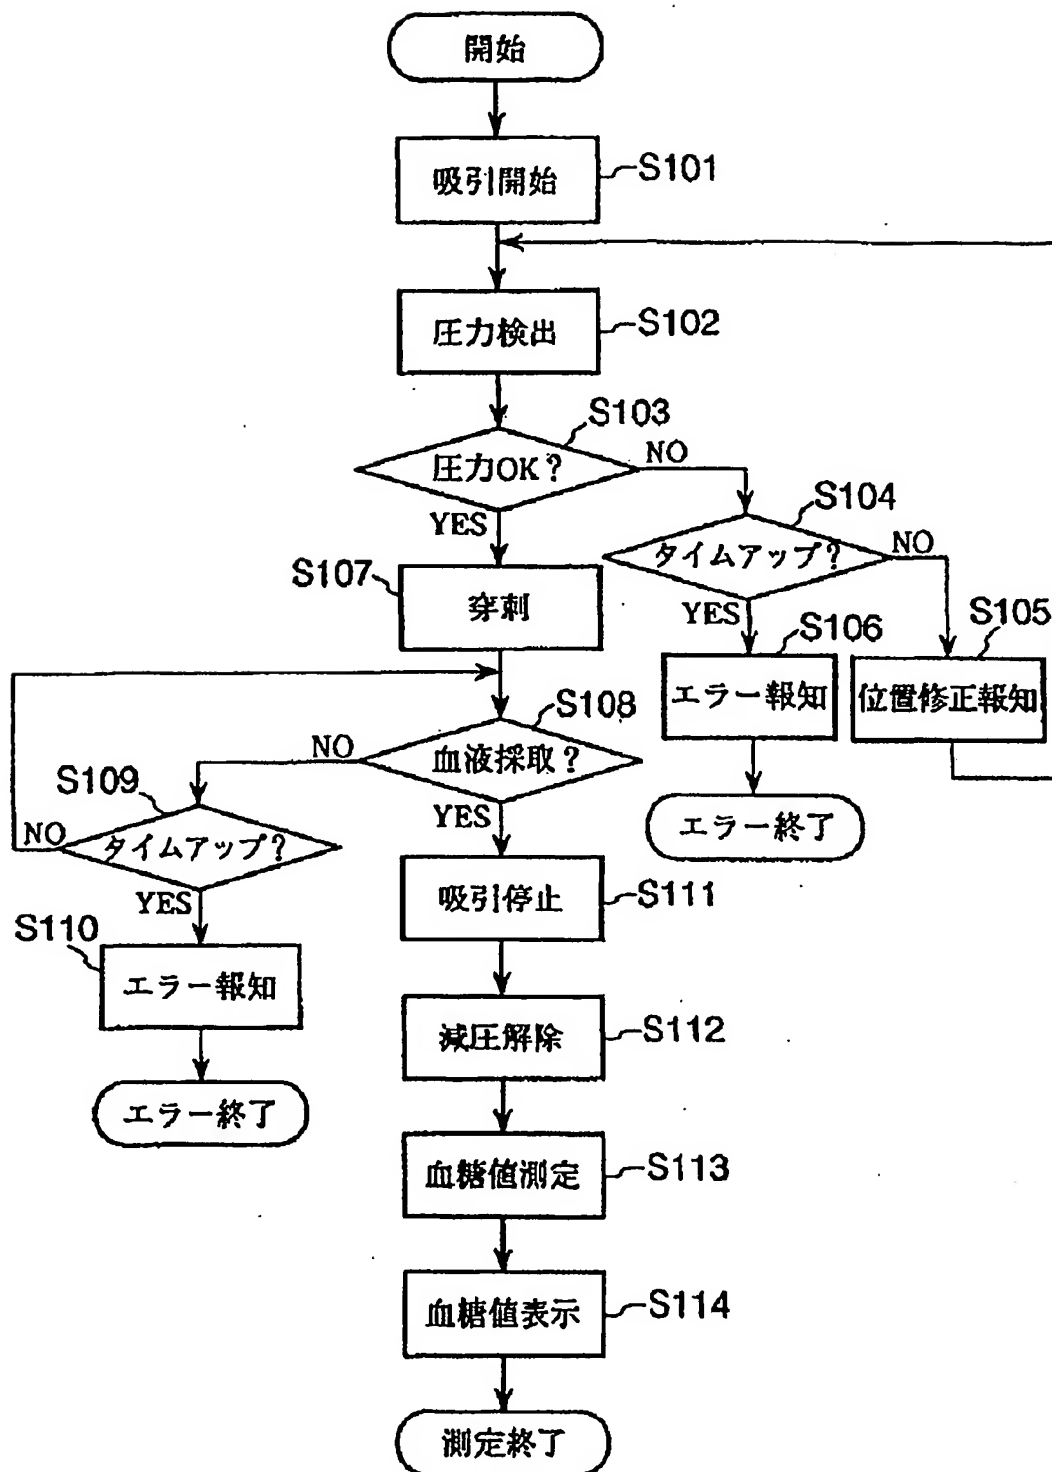 開始
吸引開始
S101
圧力検出
S102
S103
圧力OK?
NO
YES
S104
タイムアップ?
NO
YES
S107
穿刺
S106
エラー報知
S105
位置修正報知
エラー終了
S108
血液採取?
NO
YES
S109
タイムアップ?
NO
YES
S110
エラー報知
エラー終了
吸引停止
S111
減圧解除
S112
血糖値測定
S113
血糖値表示
S114
測定終了